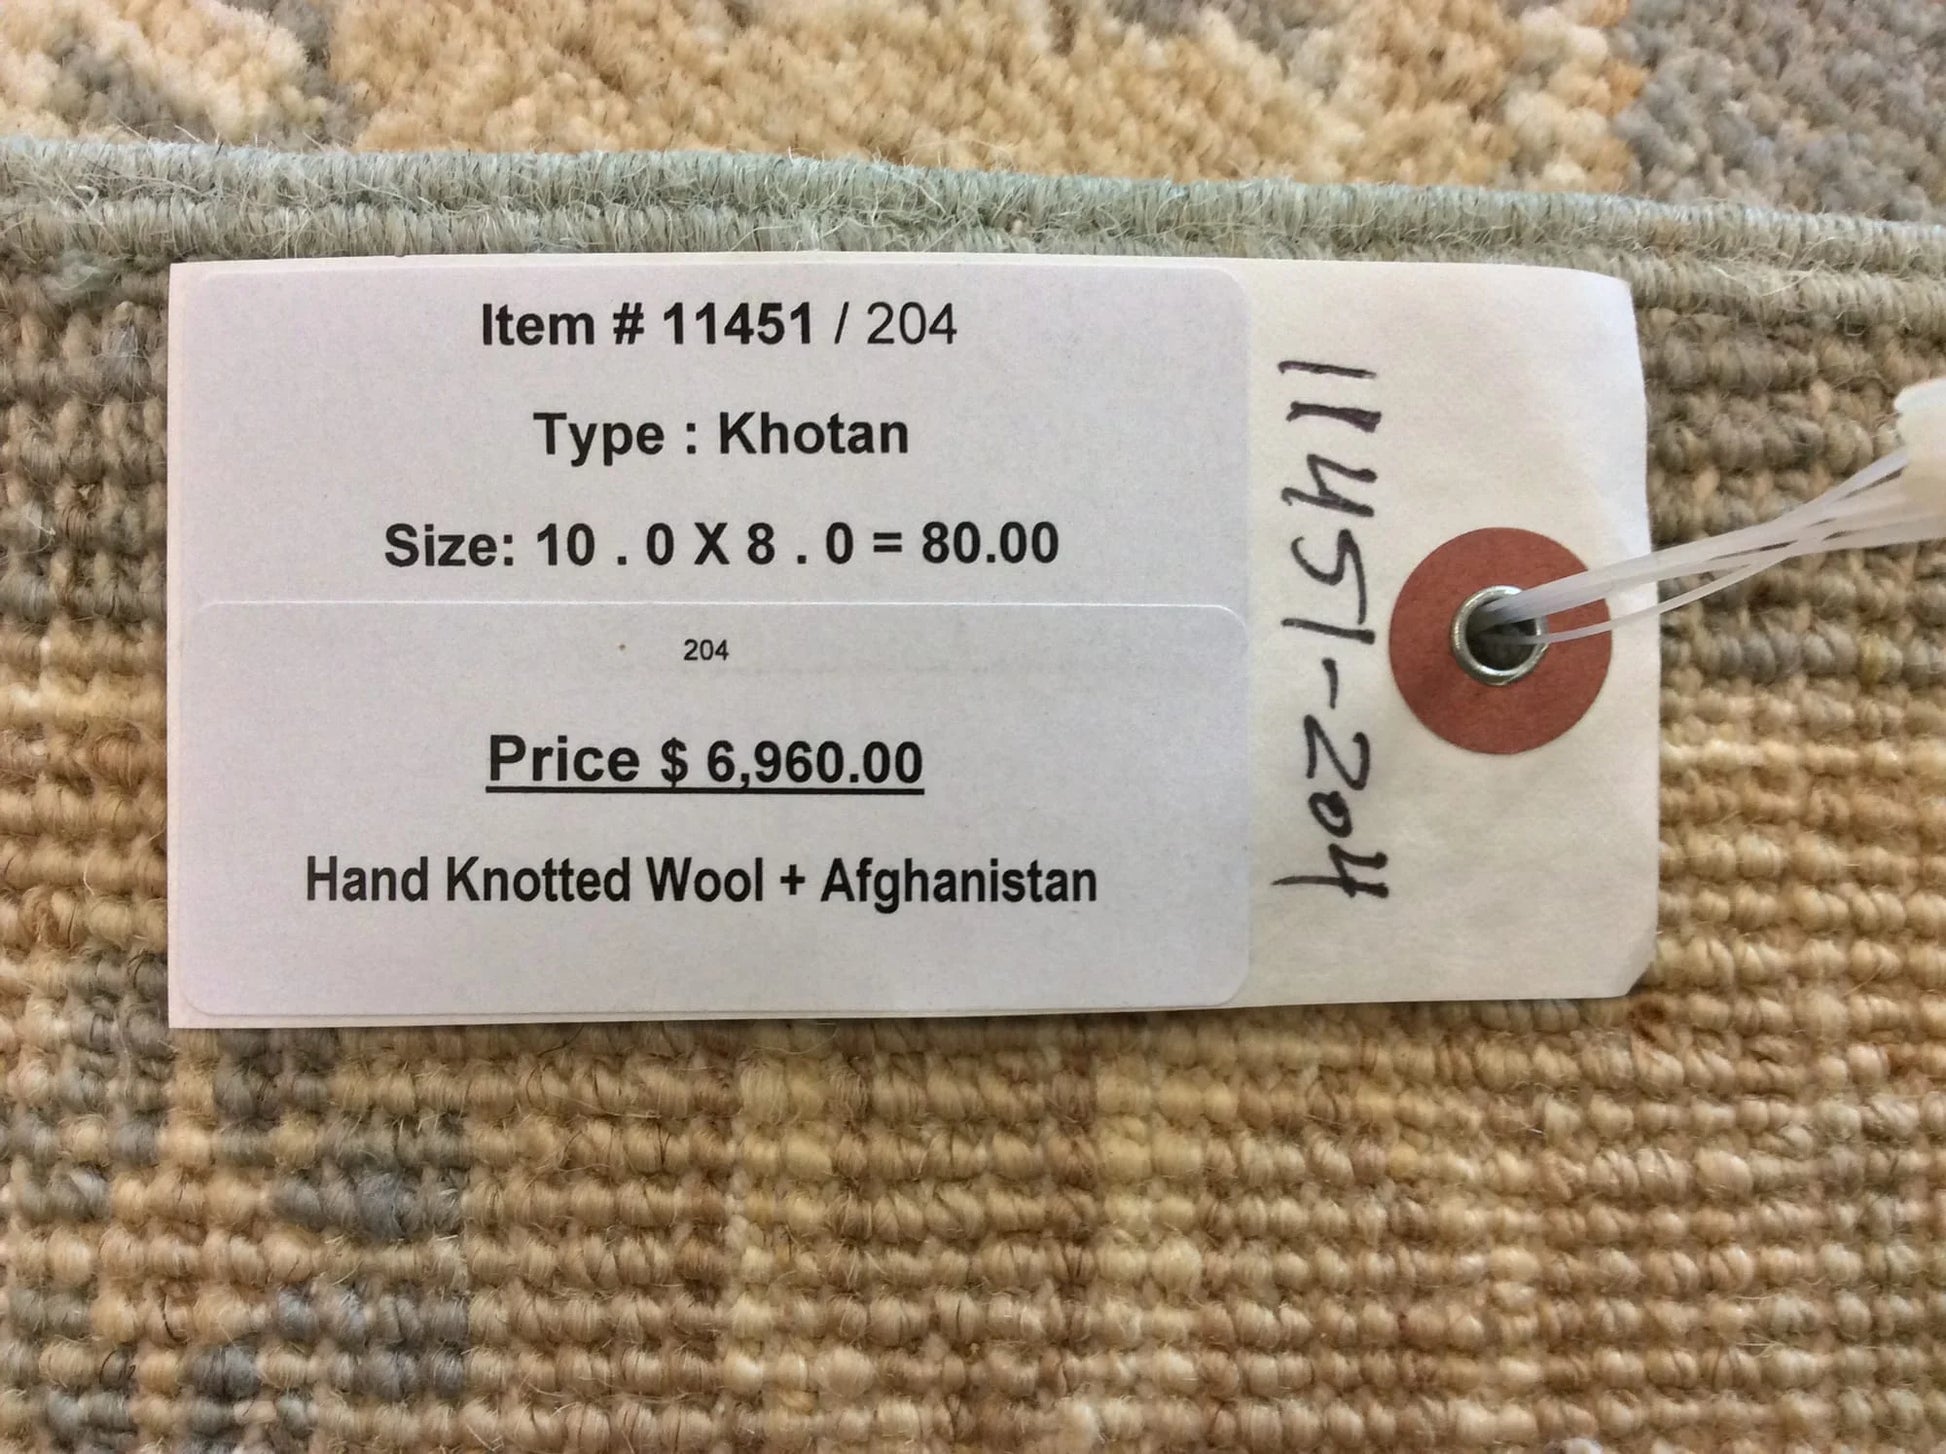 Item # 11451 / 204
Type : Khotan
Size: 10 . 0 X 8 . 0 = 80.00
204
Price $ 6,960.00
Hand Knotted Wool + Afghanistan
11451-204